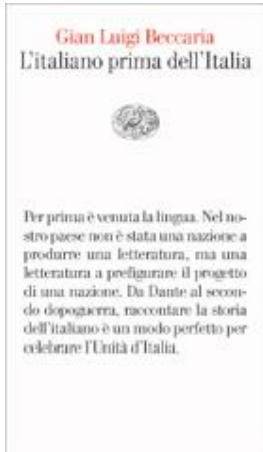 Gian Luigi Beccaria
L'italiano prima dell'Italia
Per prima è venuta la lingua. Nel no-
stro paese non è stata una nazione a
produrre una letteratura, ma una
letteratura a prefigurare il progetto
di una nazione. Da Dante al secon-
do dopoguerra, raccontare la storia
dell'italiano è un modo perfetto per
celebrare l'Unità d'Italia.